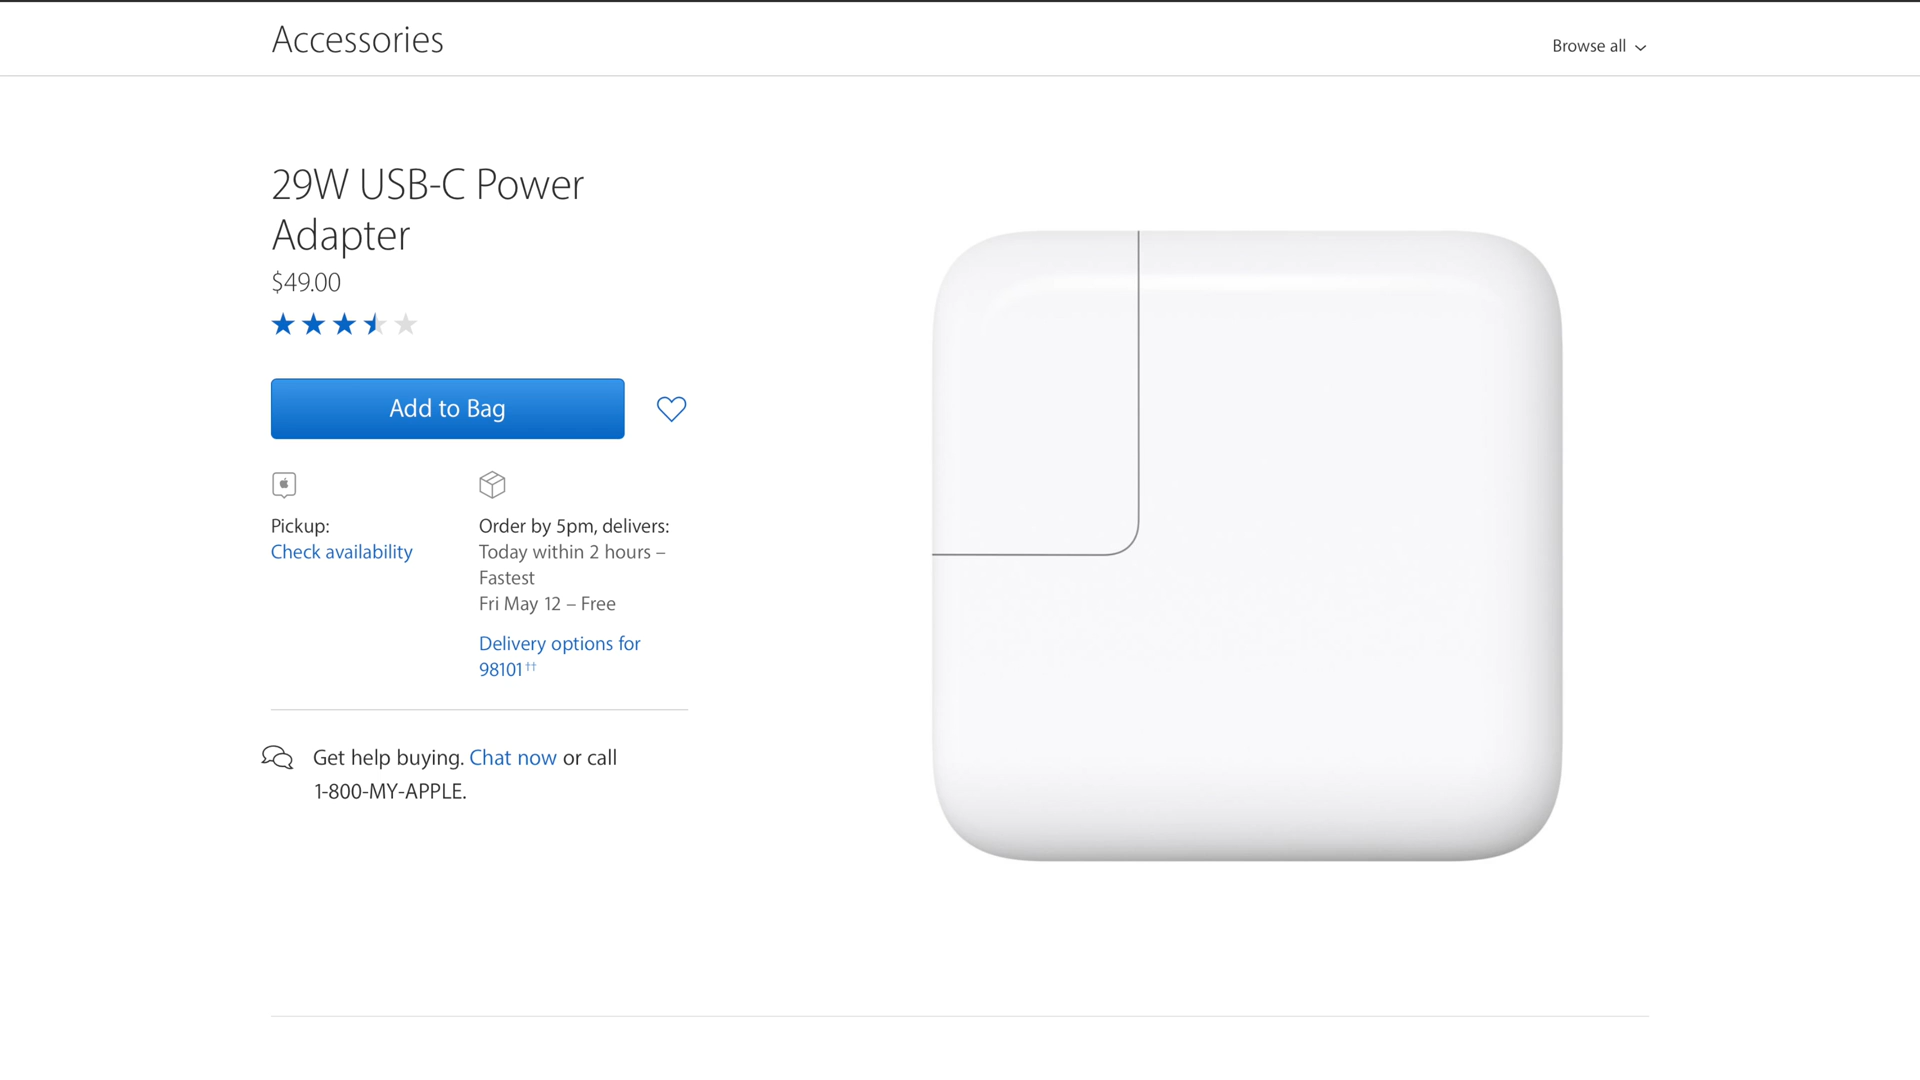 Accessories
Browse all
29W USB-C Power
Adapter
$49.00
Add to Bag
Pickup:
Check availability
Order by 5pm, delivers:
Today within 2 hours –
Fastest
Fri May 12 – Free
Delivery options for
98101††
Get help buying. Chat now or call
1-800-MY-APPLE.